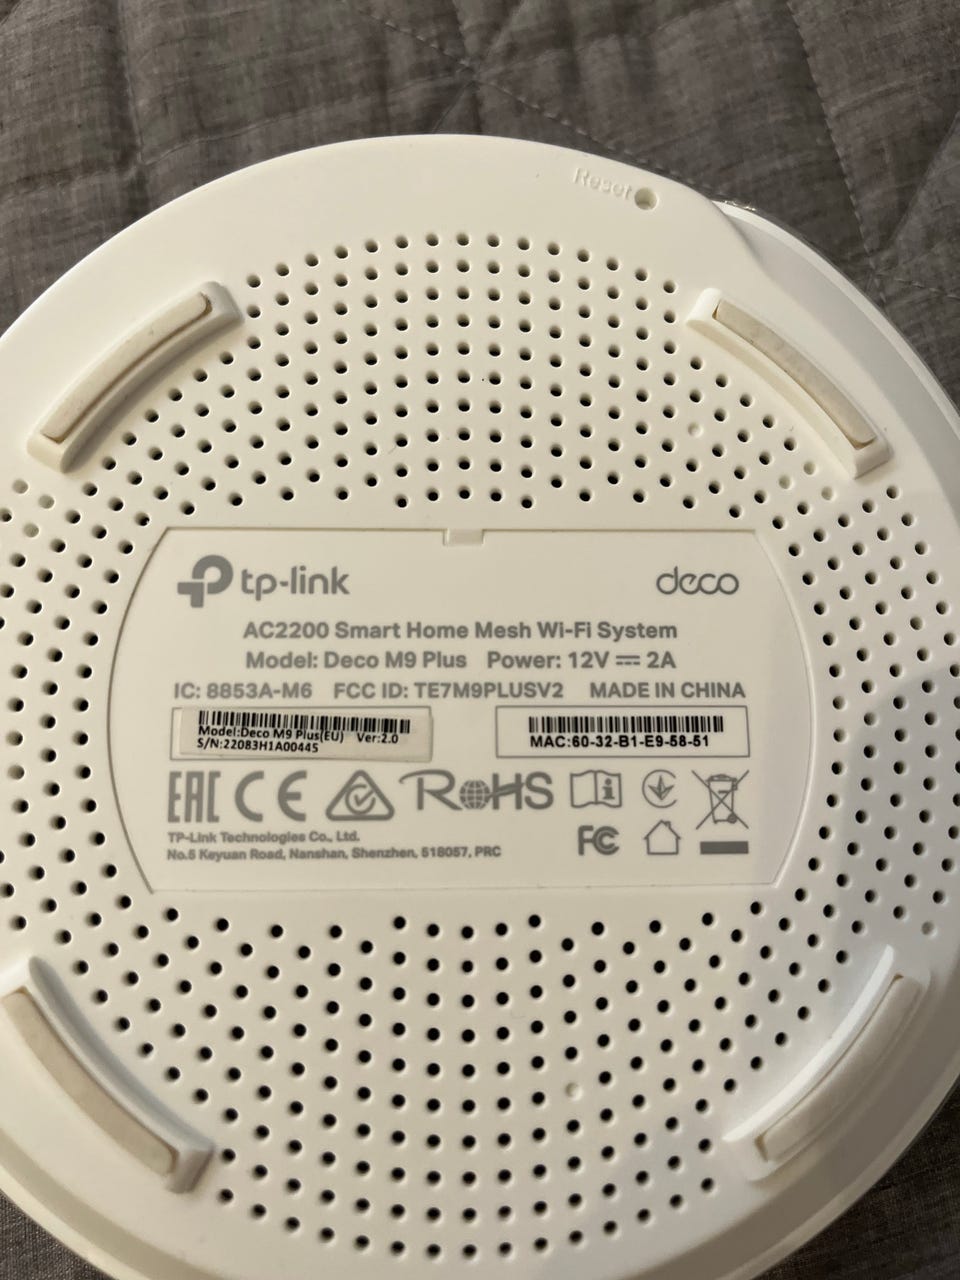 Reset
tp-link
deco
AC2200 Smart Home Mesh Wi-Fi System
Model: Deco M9 Plus Power: 12V ⎓ 2A
IC: 8853A-M6 FCC ID: TE7M9PLUSV2 MADE IN CHINA
Model:Deco M9 Plus(EU) Ver:2.0
S/N:22083H1A00445
MAC:60-32-B1-E9-58-51
EAC CE RoHS i
TP-Link Technologies Co., Ltd.
No.5 Keyuan Road, Nanshan, Shenzhen, 518057, PRC
FC